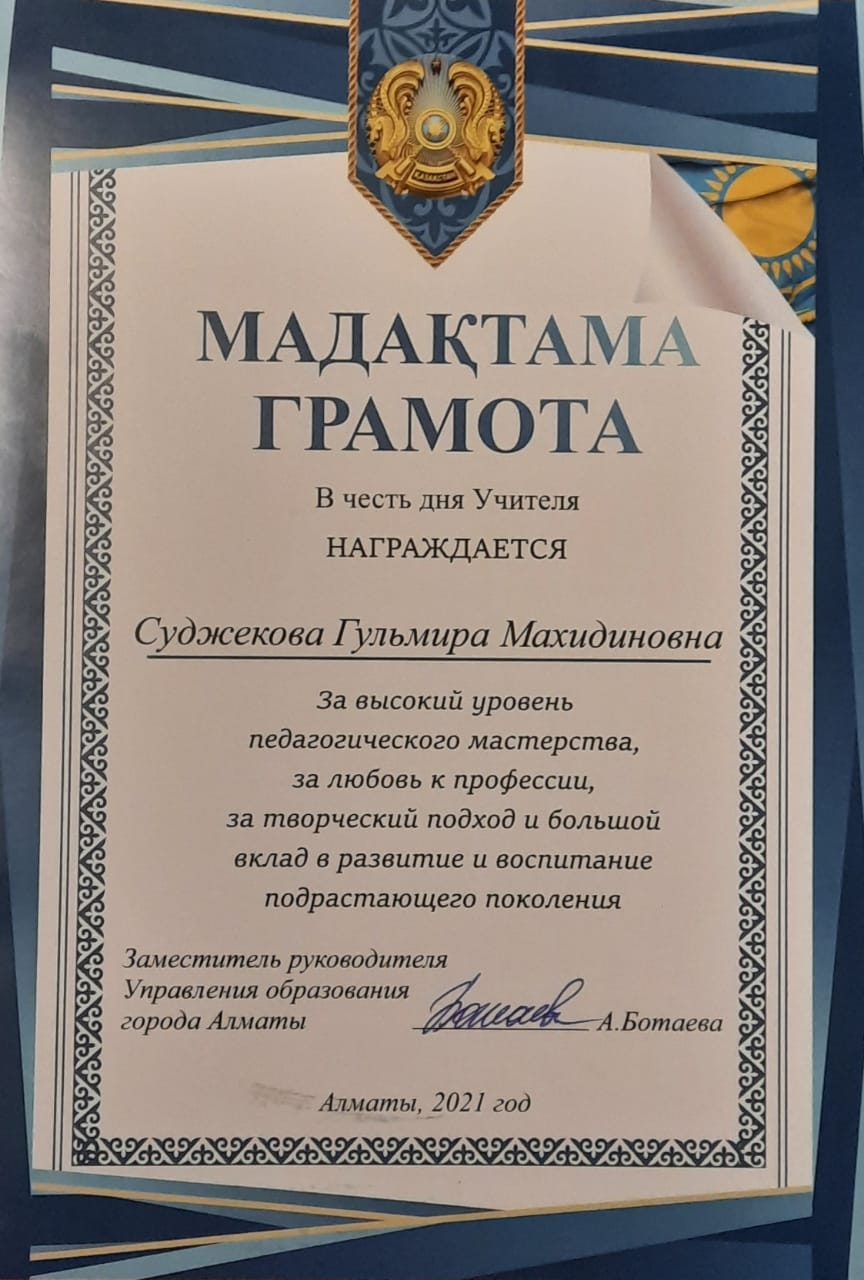 ҚАЗАҚСТАН
МАДАҚТАМА
ГРАМОТА
В честь дня Учителя
НАГРАЖДАЕТСЯ
Суджекова Гульмира Махидиновна
За высокий уровень
педагогического мастерства,
за любовь к профессии,
за творческий подход и большой
вклад в развитие и воспитание
подрастающего поколения
Заместитель руководителя
Управления образования
города Алматы
А.Ботаева
Алматы, 2021 год